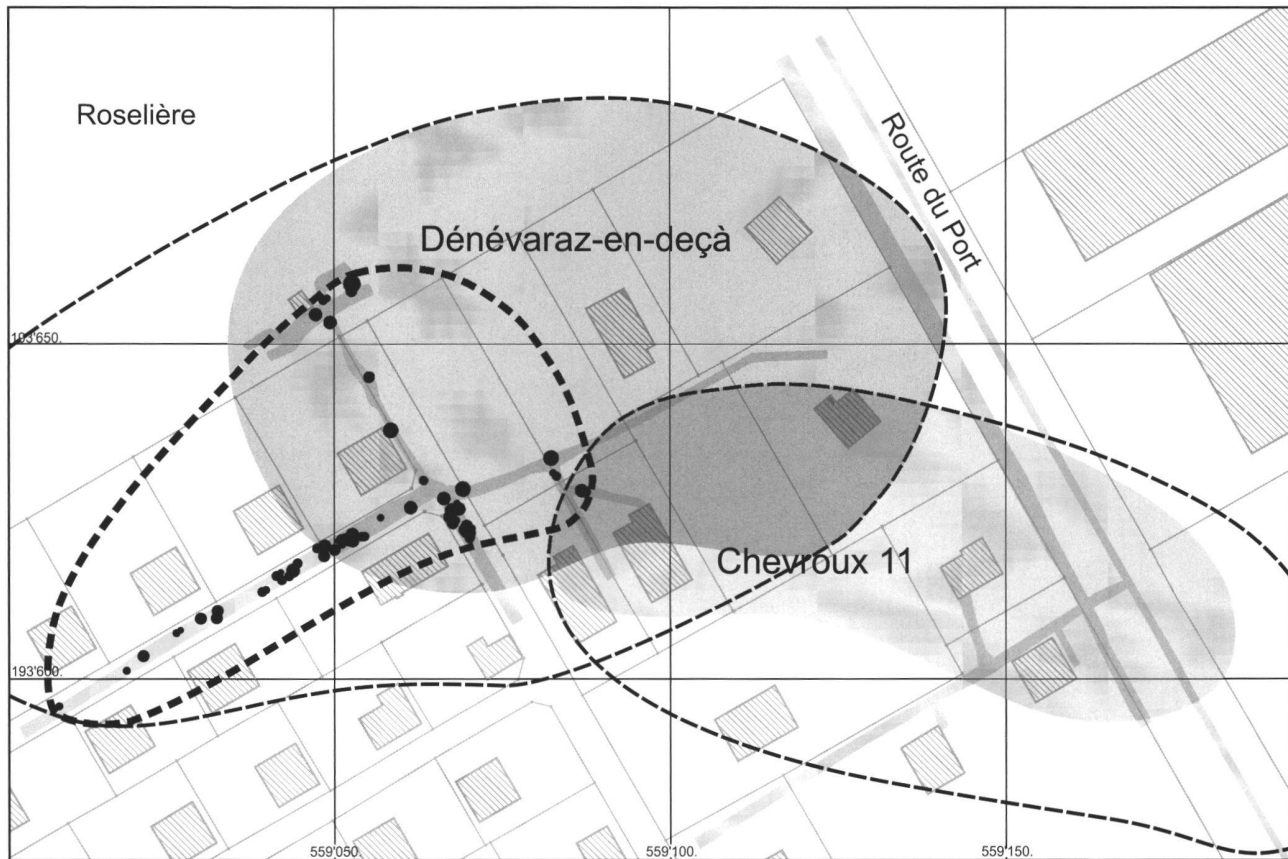 Roselière
Route du Port
Dénévaraz-en-deçà
193'650.
Chevroux 11
193'600.
559'050.
559'100.
559'150.